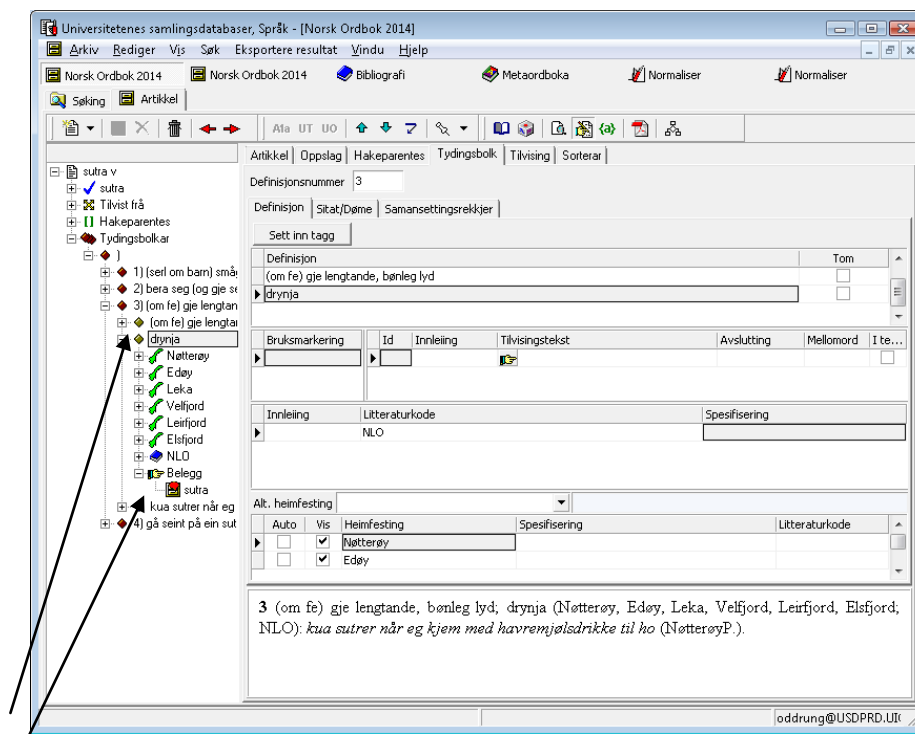 Universitetenes samlingsdatabaser, Språk - [Norsk Ordbok 2014]
Arkiv Rediger Vis Søk Eksportere resultat Vindu Hjelp
Norsk Ordbok 2014 Norsk Ordbok 2014 Bibliografi Metaordboka Normaliser Normaliser
Søking Artikkel
A1a UT UO {a}
Artikkel Oppslag Hakeparentes Tydingsbolk Tilvising Sorterar
sutra v
sutra
Tilvist frå
Hakeparentes
Tydingsbolkar
)
1) (serl om barn) små
2) bera seg (og gje se
3) (om fe) gje lengtan
(om fe) gje lengtar
drynja
Nøtterøy
Edøy
Leka
Velfjord
Leirfjord
Elsfjord
NLO
Belegg
sutra
kua sutrer når eg
4) gå seint på ein sut
Definisjonsnummer 3
Definisjon Sitat/Døme Samansettingsrekkjer
Sett inn tagg
Definisjon Tom
(om fe) gje lengtande, bønleg lyd
drynja
Bruksmarkering Id Innleiing Tilvisingstekst Avslutting Mellomord I te...
Innleiing Litteraturkode Spesifisering
NLO
Alt. heimfesting
Auto Vis Heimfesting Spesifisering Litteraturkode
Nøtterøy
Edøy
3 (om fe) gje lengtande, bønleg lyd; drynja (Nøtterøy, Edøy, Leka, Velfjord, Leirfjord, Elsfjord;
NLO): kua sutrer når eg kjem med havremjølsdrikke til ho (NøtterøyP.).
oddrung@USDPRD.UIO